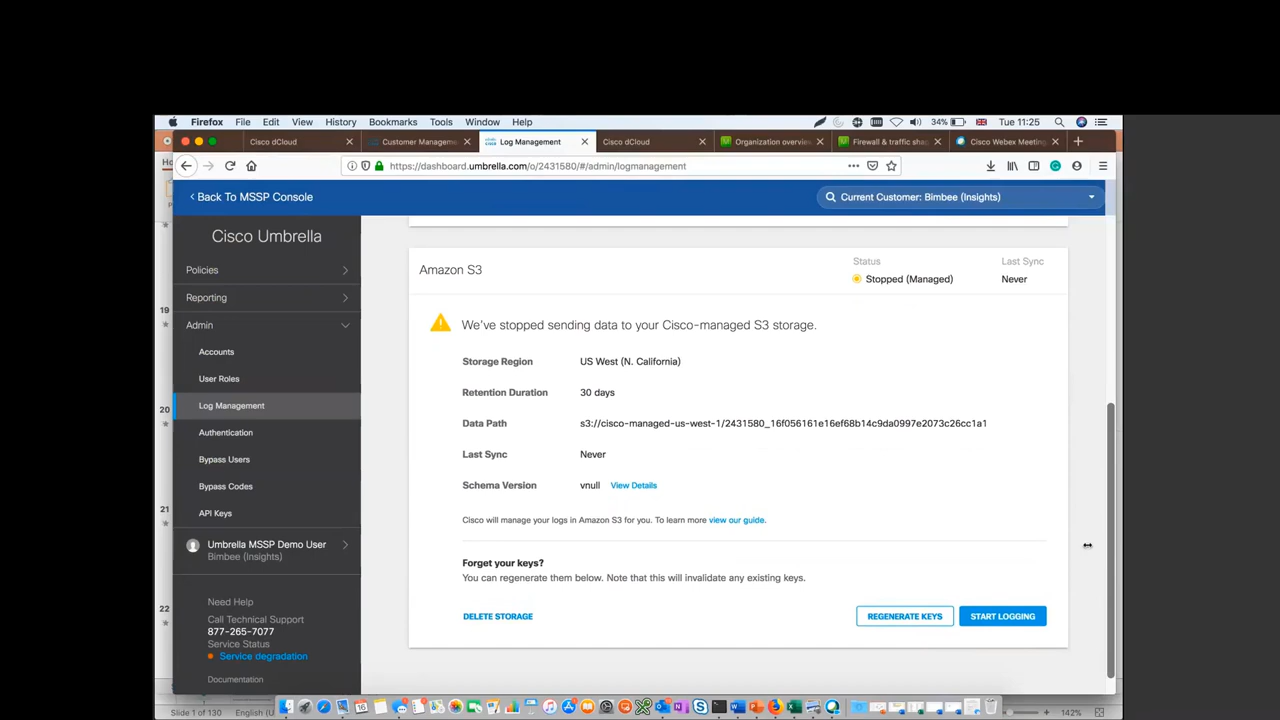 Firefox File Edit View History Bookmarks Tools Window Help 34% Tue 11:25
Cisco dCloud Customer Manageme Log Management Cisco dCloud Organization overview Firewall & traffic sha Cisco Webex Meeting
https://dashboard.umbrella.com/o/2431580/#/admin/logmanagement
Back To MSSP Console Current Customer: Bimbee (Insights)
Cisco Umbrella
Policies
Reporting
Admin
Accounts
User Roles
Log Management
Authentication
Bypass Users
Bypass Codes
API Keys
Umbrella MSSP Demo User
Bimbee (Insights)
Need Help
Call Technical Support
877-265-7077
Service Status
Service degradation
Documentation
19
20
21
22
Amazon S3
Status
Stopped (Managed)
Last Sync
Never
We've stopped sending data to your Cisco-managed S3 storage.
Storage Region US West (N. California)
Retention Duration 30 days
Data Path s3://cisco-managed-us-west-1/2431580_16f056161e16ef68b14c9da0997e2073c26cc1a1
Last Sync Never
Schema Version vnull View Details
Cisco will manage your logs in Amazon S3 for you. To learn more view our guide.
Forget your keys?
You can regenerate them below. Note that this will invalidate any existing keys.
DELETE STORAGE REGENERATE KEYS START LOGGING
Slide 1 of 130 English (U 142%